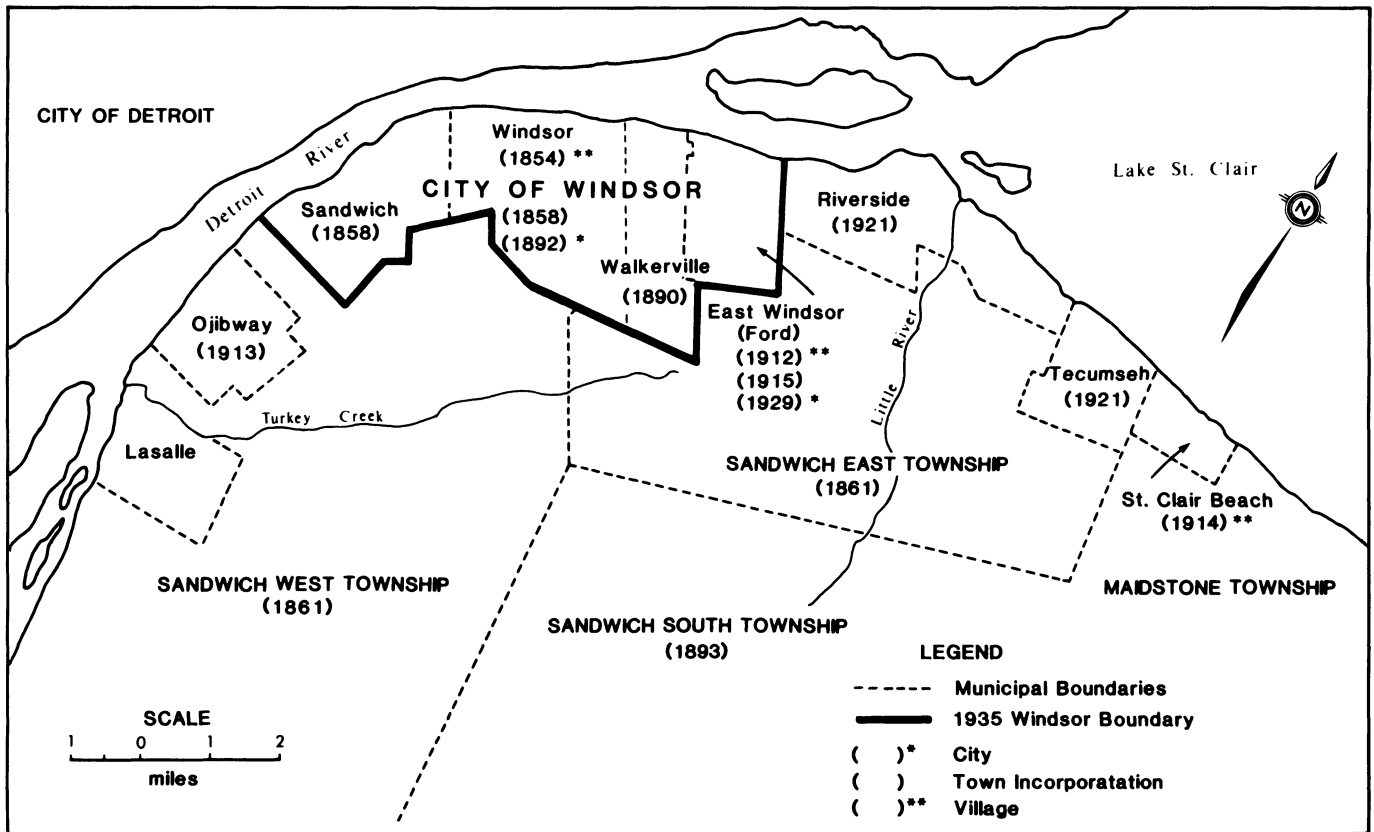 CITY OF DETROIT
Detroit River
Windsor
(1854) **
CITY OF WINDSOR
(1858)
(1892) *
Sandwich
(1858)
Walkerville
(1890)
Riverside
(1921)
Lake St. Clair
N
Ojibway
(1913)
East Windsor
(Ford)
(1912) **
(1915)
(1929) *
Little River
Tecumseh
(1921)
Turkey Creek
Lasalle
SANDWICH EAST TOWNSHIP
(1861)
St. Clair Beach
(1914) **
SANDWICH WEST TOWNSHIP
(1861)
MAIDSTONE TOWNSHIP
SANDWICH SOUTH TOWNSHIP
(1893)
LEGEND
Municipal Boundaries
1935 Windsor Boundary
( )* City
( ) Town Incorporatation
( )** Village
SCALE
1 0 1 2
miles